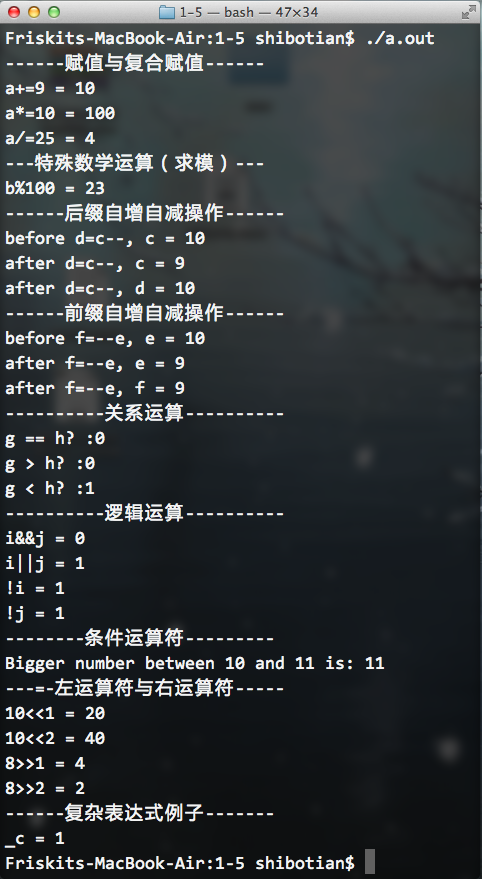 1-5 — bash — 47×34
Friskits-MacBook-Air:1-5 shibotian$ ./a.out
------赋值与复合赋值------
a+=9 = 10
a*=10 = 100
a/=25 = 4
---特殊数学运算(求模)---
b%100 = 23
------后缀自增自减操作------
before d=c--, c = 10
after d=c--, c = 9
after d=c--, d = 10
------前缀自增自减操作------
before f=--e, e = 10
after f=--e, e = 9
after f=--e, f = 9
----------关系运算----------
g == h? :0
g > h? :0
g < h? :1
----------逻辑运算----------
i&&j = 0
i||j = 1
!i = 1
!j = 1
--------条件运算符---------
Bigger number between 10 and 11 is: 11
---=-左运算符与右运算符-----
10<<1 = 20
10<<2 = 40
8>>1 = 4
8>>2 = 2
------复杂表达式例子-------
_c = 1
Friskits-MacBook-Air:1-5 shibotian$